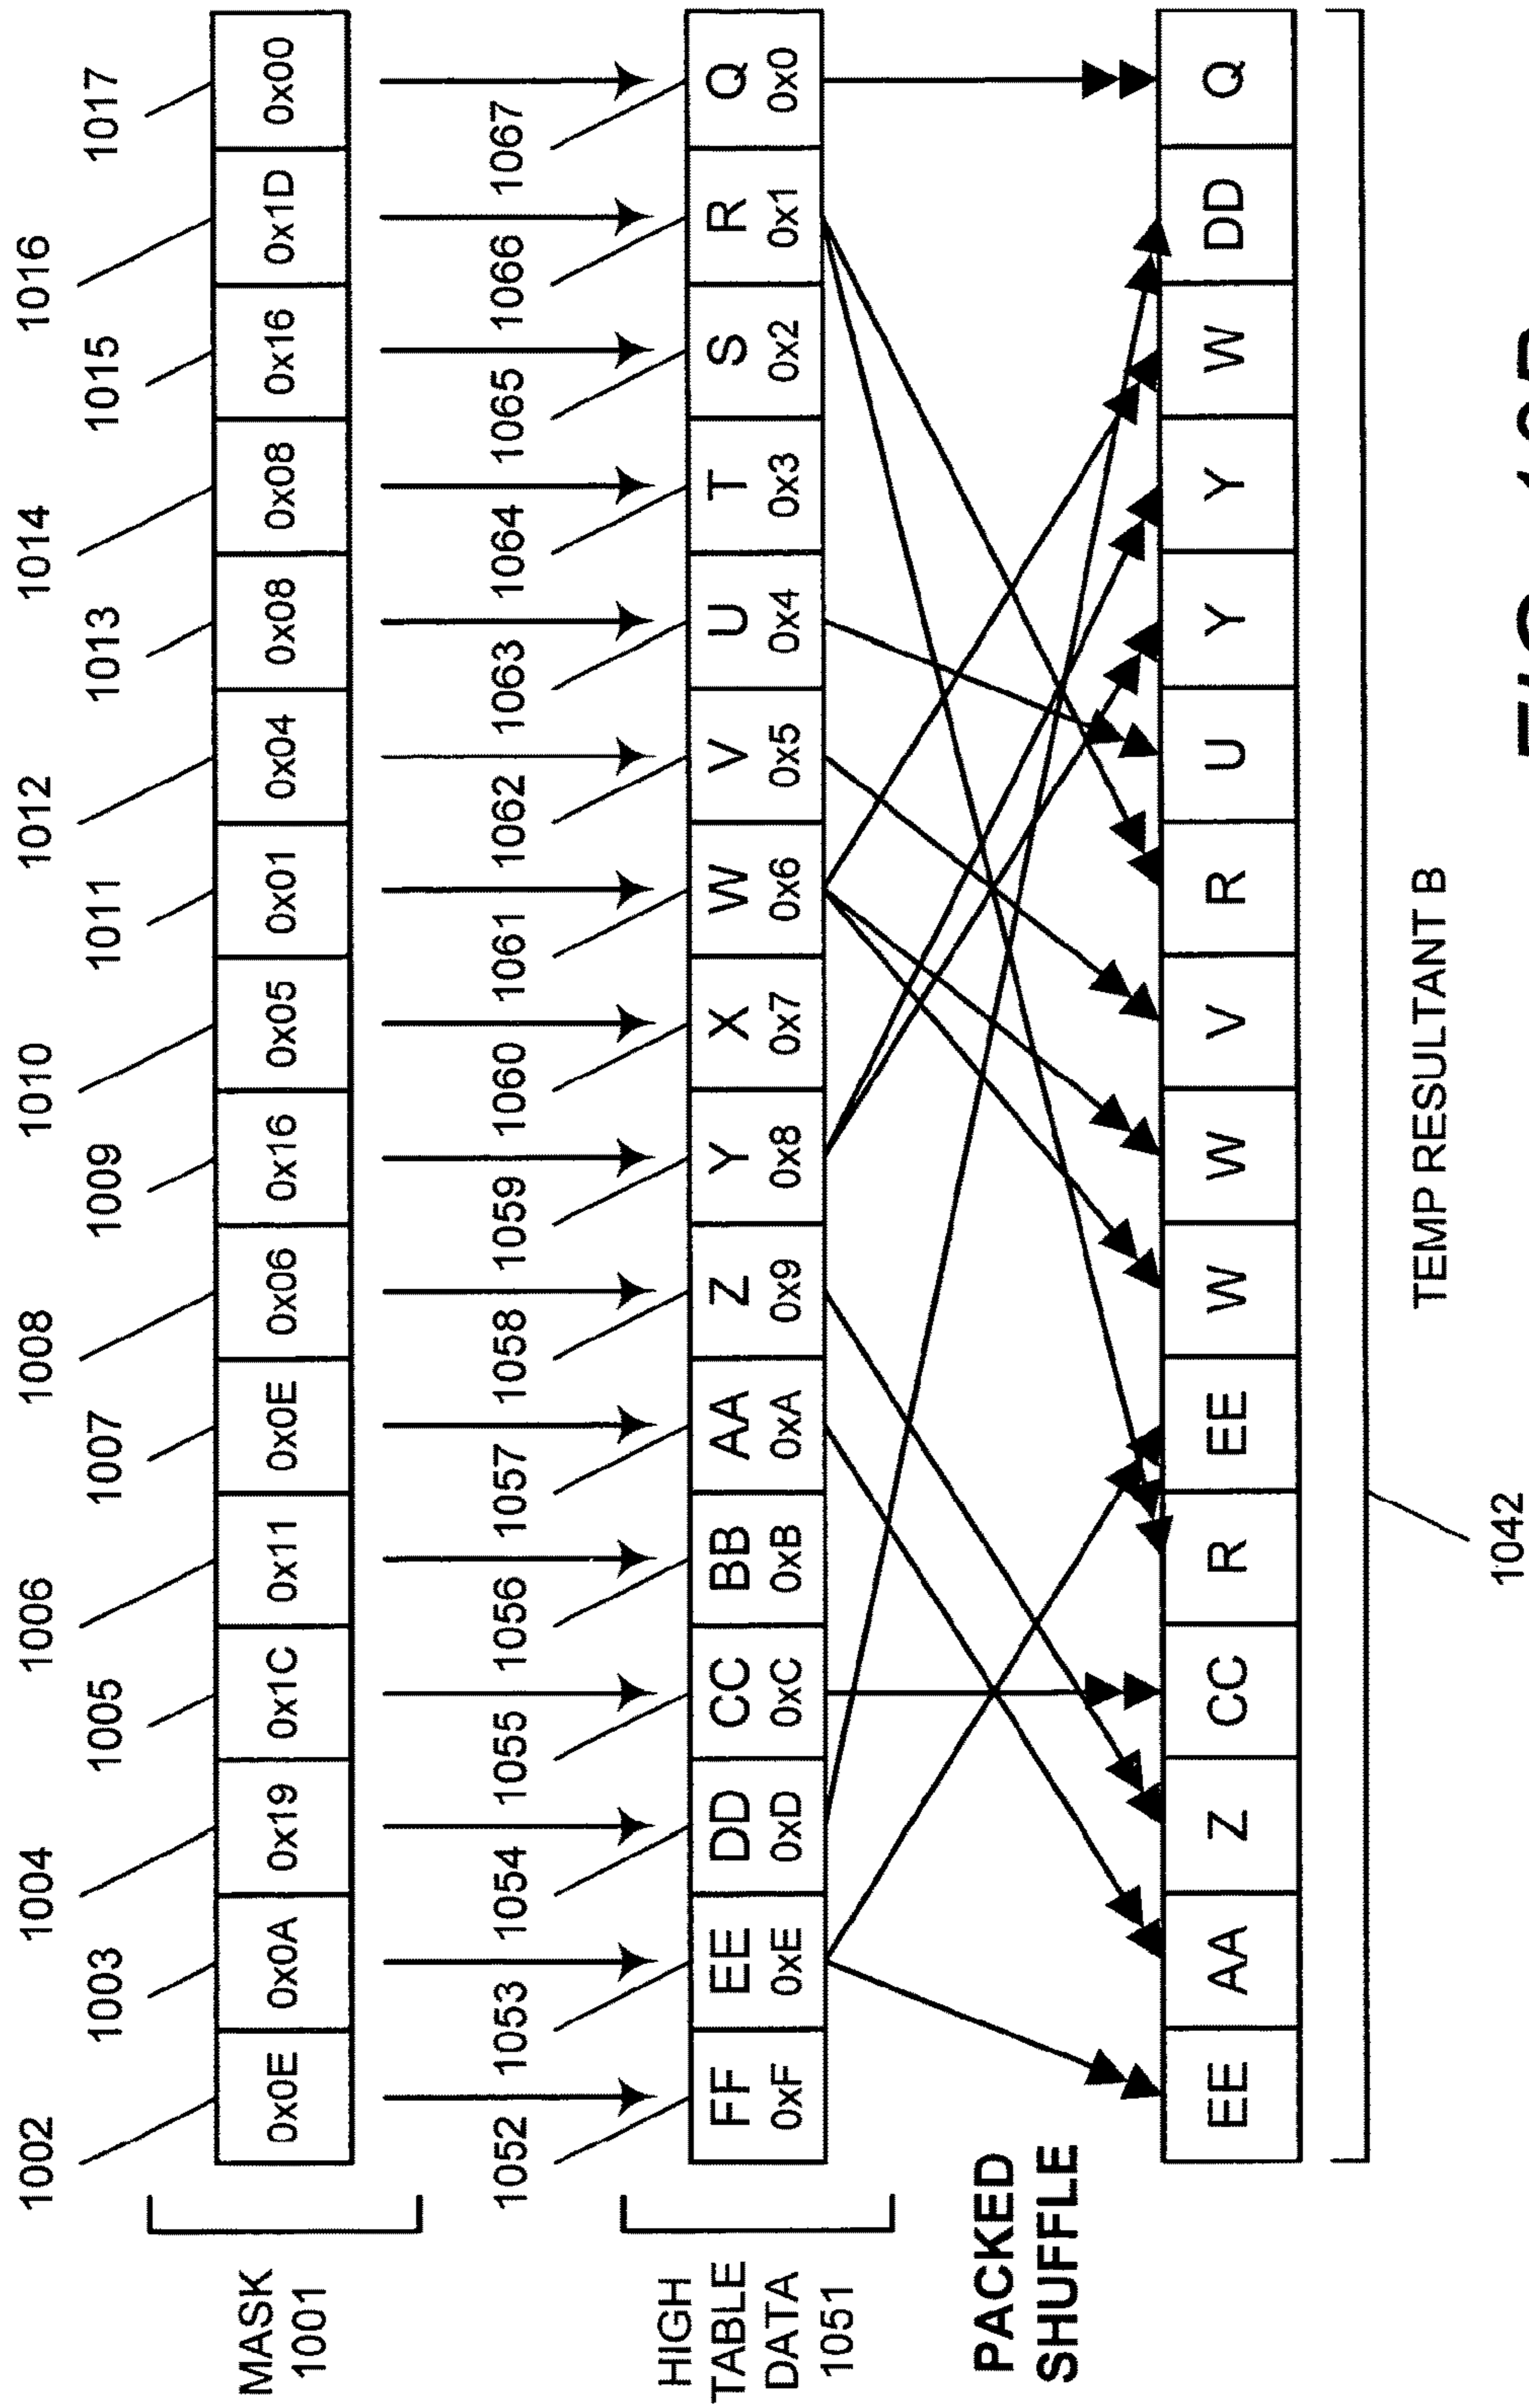 1002 1004 1006 1008 1010 1012 1014 1016
1003 1005 1007 1009 1011 1013 1015 1017
MASK
1001
0x0E 0x0A 0x19 0x1C 0x11 0x0E 0x06 0x16 0x05 0x01 0x04 0x08 0x08 0x16 0x1D 0x00
1052 1053 1054 1055 1056 1057 1058 1059 1060 1061 1062 1063 1064 1065 1066 1067
HIGH
TABLE
DATA
1051
FF EE DD CC BB AA Z Y X W V U T S R Q
0xF 0xE 0xD 0xC 0xB 0xA 0x9 0x8 0x7 0x6 0x5 0x4 0x3 0x2 0x1 0x0
PACKED
SHUFFLE
EE AA Z CC R EE W W V R U Y Y W DD Q
TEMP RESULTANT B
1042